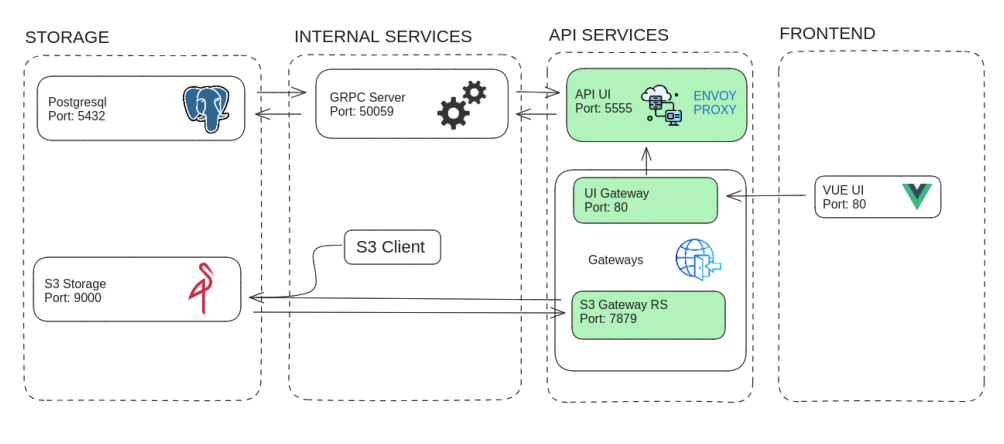 STORAGE
INTERNAL SERVICES
API SERVICES
FRONTEND
Postgresql
Port: 5432
GRPC Server
Port: 50059
API UI
Port: 5555
ENVOY
PROXY
UI Gateway
Port: 80
VUE UI
Port: 80
S3 Client
Gateways
S3 Storage
Port: 9000
S3 Gateway RS
Port: 7879